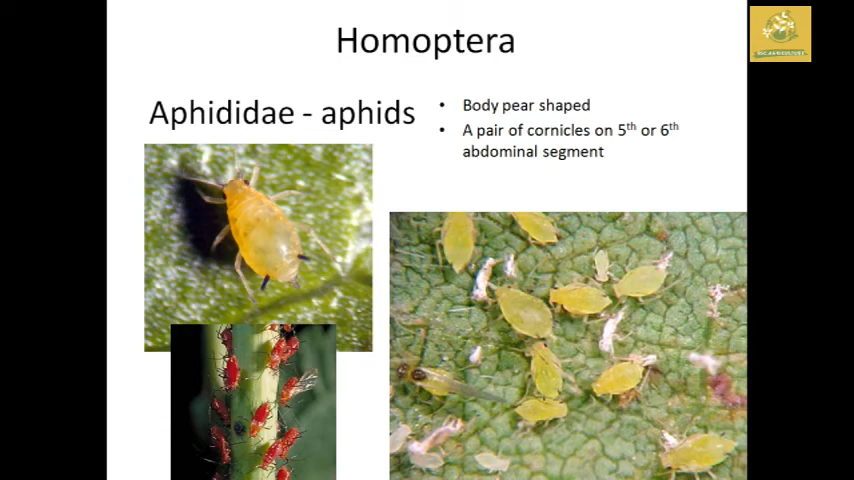 Homoptera
Aphididae - aphids
• Body pear shaped
• A pair of cornicles on 5th or 6th
abdominal segment